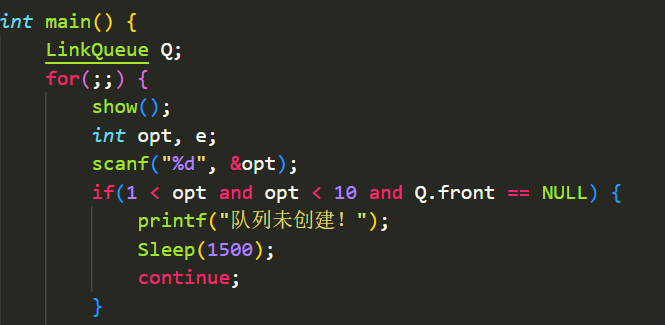 int main() {
    LinkQueue Q;
    for(;;) {
        show();
        int opt, e;
        scanf("%d", &opt);
        if(1 < opt and opt < 10 and Q.front == NULL) {
            printf("队列未创建！");
            Sleep(1500);
            continue;
        }